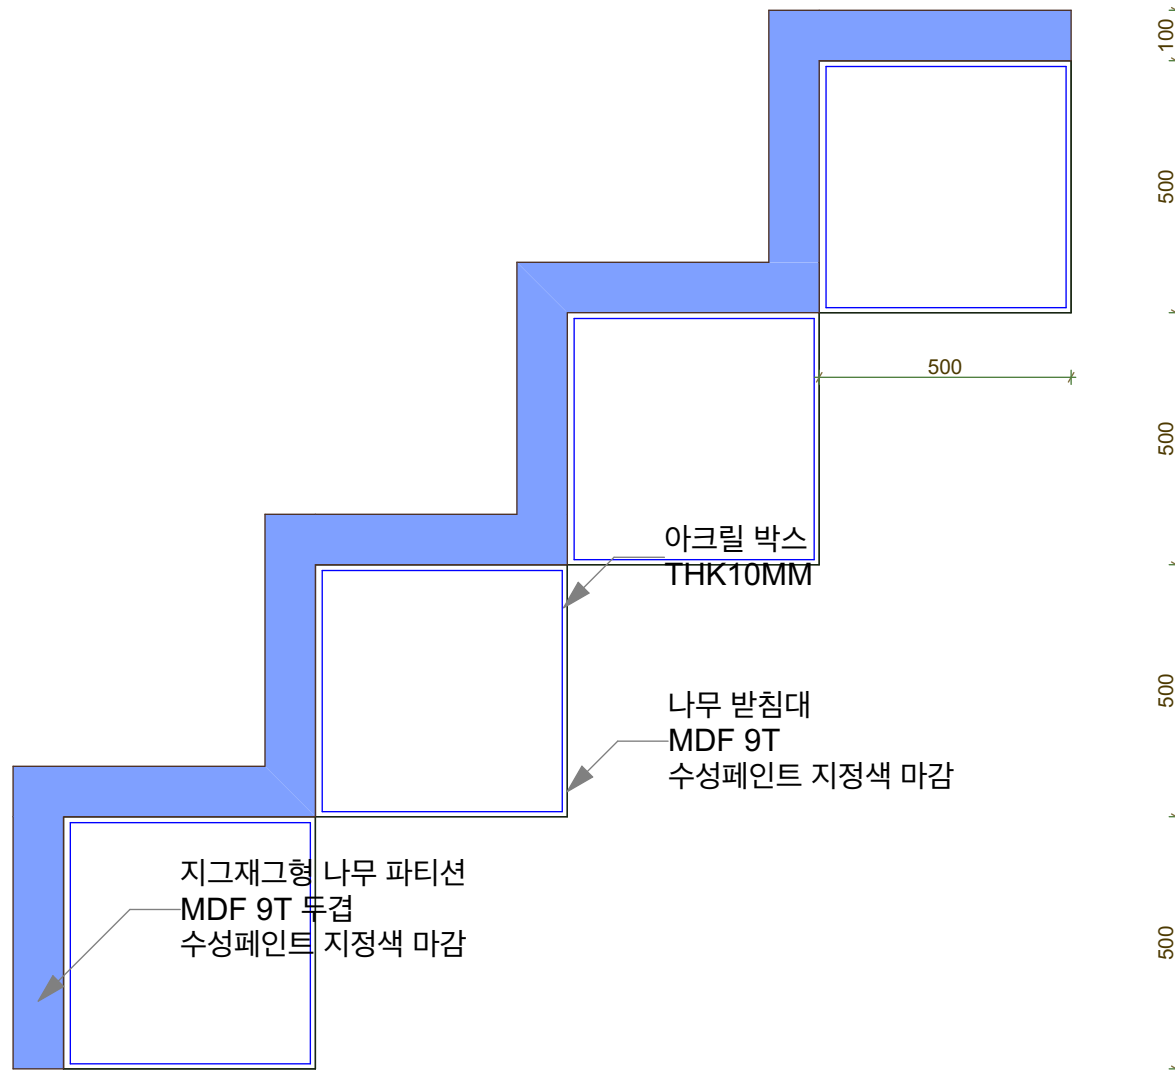 100
500
500
500
500
500
아크릴 박스
THK10MM
나무 받침대
MDF 9T
수성페인트 지정색 마감
지그재그형 나무 파티션
MDF 9T 두겹
수성페인트 지정색 마감